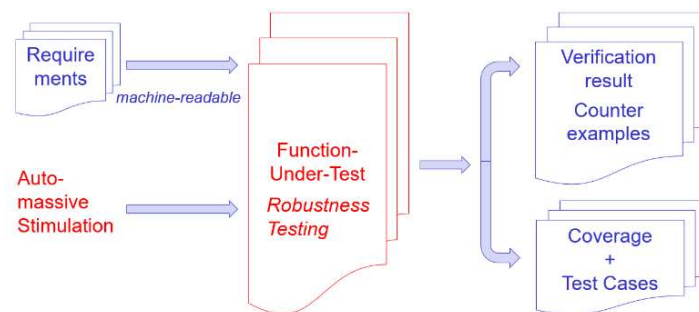 Require
ments
machine-readable
Auto-
massive
Stimulation
Function-
Under-Test
Robustness
Testing
Verification
result
Counter
examples
Coverage
+
Test Cases